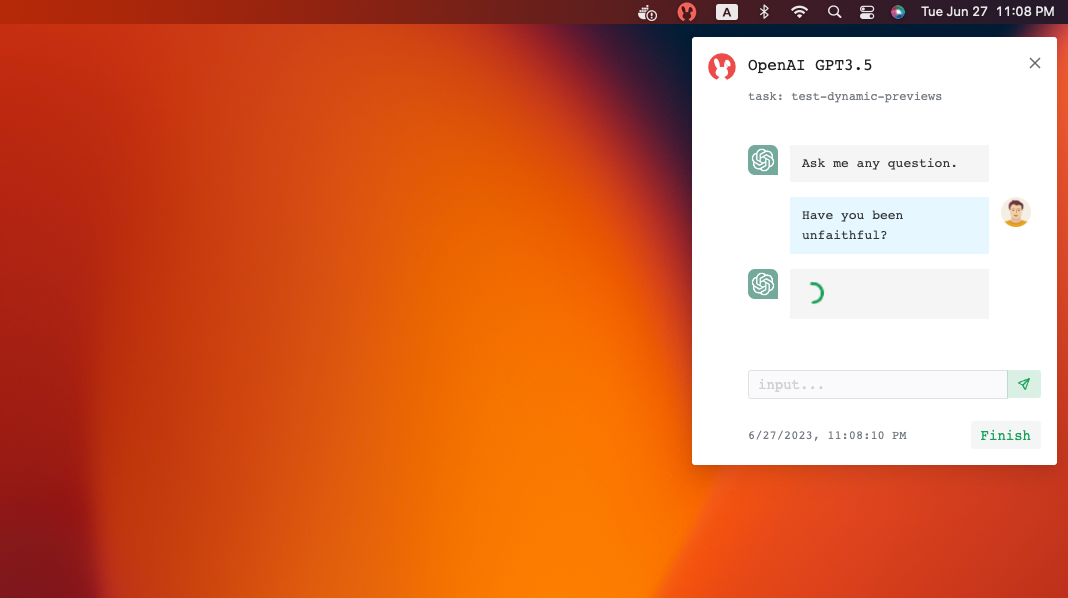 A
Tue Jun 27 11:08 PM
OpenAI GPT3.5
task: test-dynamic-previews
Ask me any question.
Have you been
unfaithful?
input...
6/27/2023, 11:08:10 PM
Finish